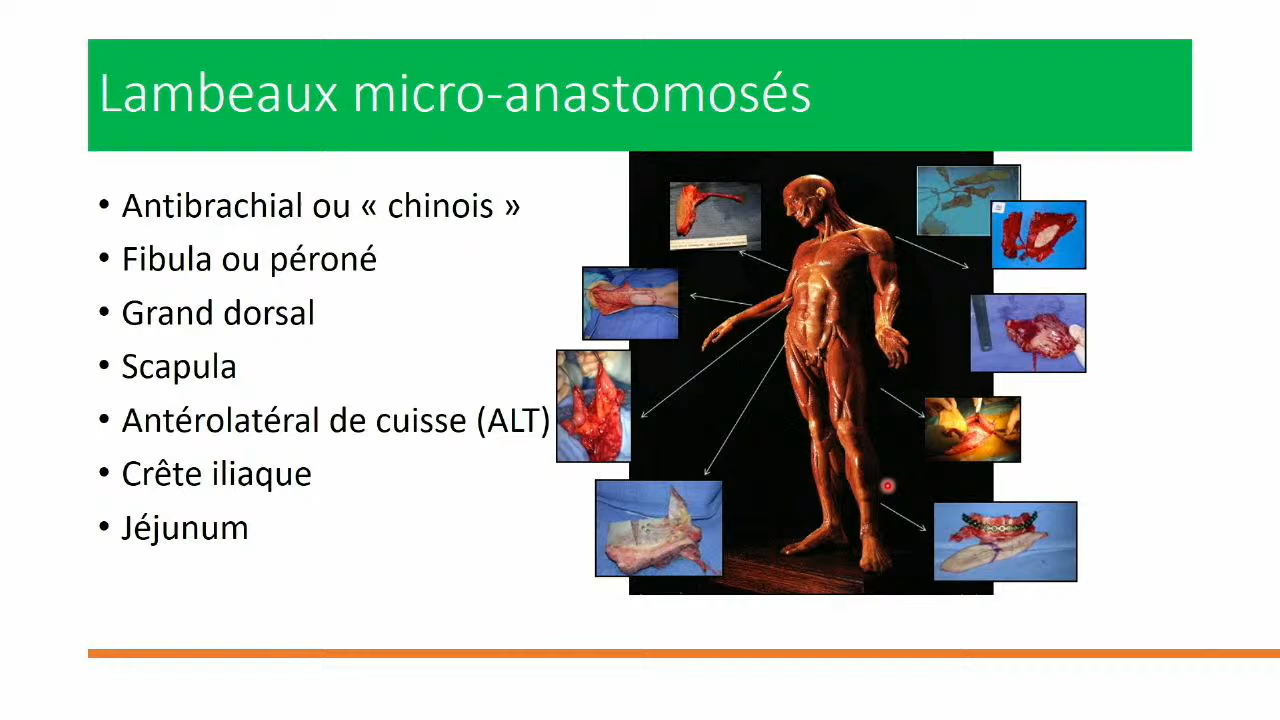 Lambeaux micro-anastomosés
• Antibrachial ou « chinois »
• Fibula ou péroné
• Grand dorsal
• Scapula
• Antérolatéral de cuisse (ALT)
• Crête iliaque
• Jéjunum